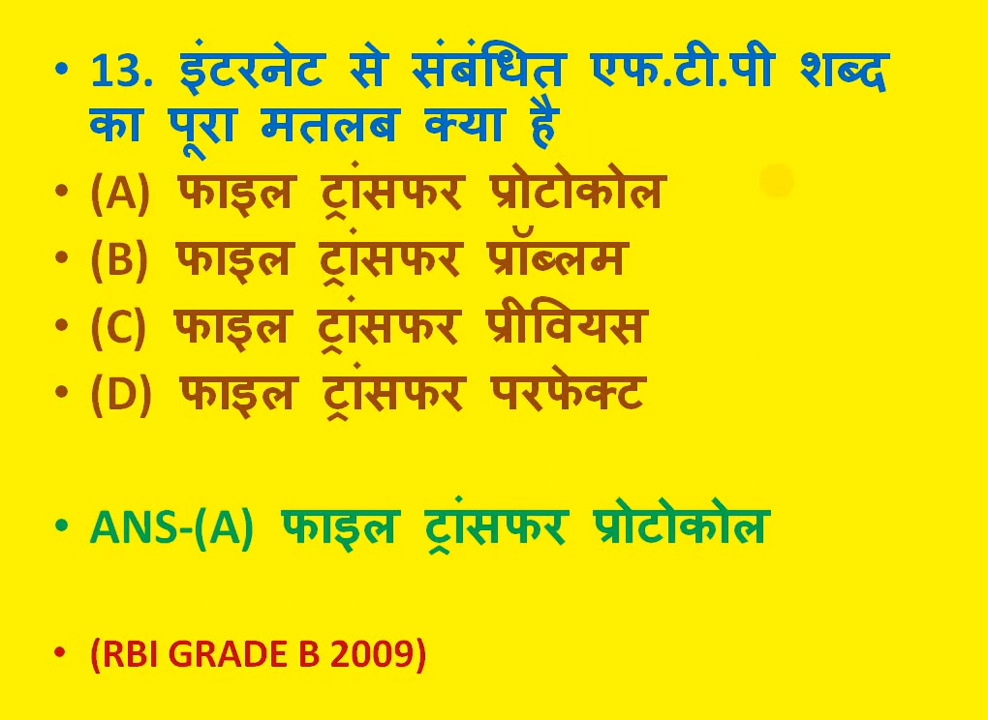 • 13. इंटरनेट से संबंधित एफ.टी.पी शब्द
का पूरा मतलब क्या है
• (A) फाइल ट्रांसफर प्रोटोकोल
• (B) फाइल ट्रांसफर प्रॉब्लम
• (C) फाइल ट्रांसफर प्रीवियस
• (D) फाइल ट्रांसफर परफेक्ट
• ANS-(A) फाइल ट्रांसफर प्रोटोकोल
• (RBI GRADE B 2009)